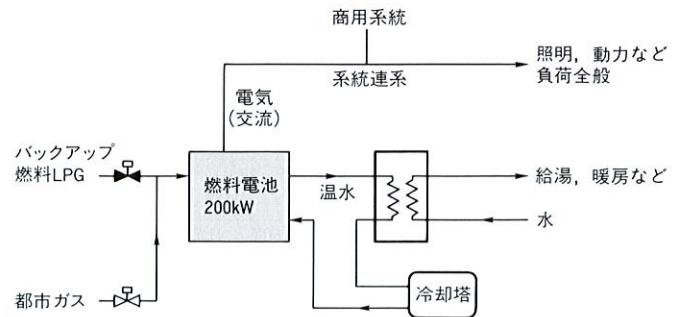 商用系統
照明，動力など
負荷全般
系統連系
電気
(交流)
バックアップ
燃料LPG
燃料電池
200kW
温水
給湯，暖房など
水
都市ガス
冷却塔